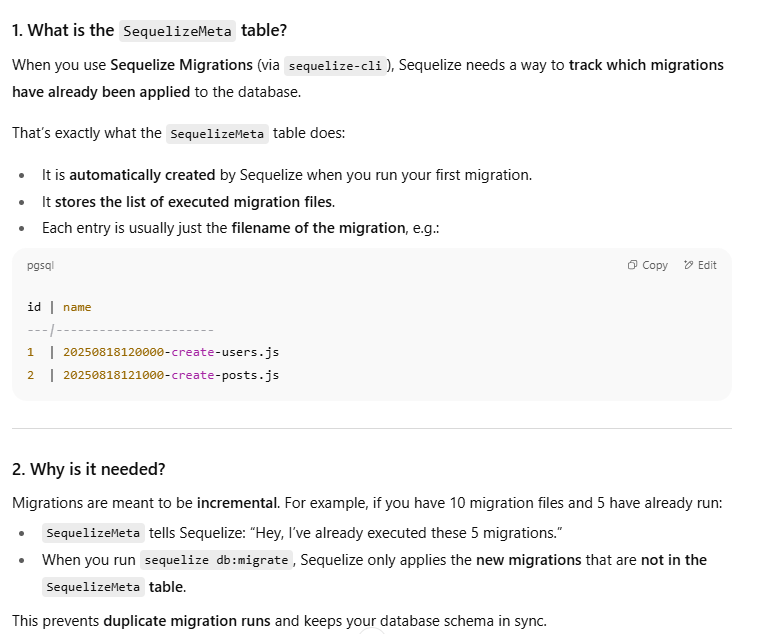 1. What is the SequelizeMeta table?
When you use Sequelize Migrations (via sequelize-cli), Sequelize needs a way to track which migrations
have already been applied to the database.
That's exactly what the SequelizeMeta table does:
• It is automatically created by Sequelize when you run your first migration.
• It stores the list of executed migration files.
• Each entry is usually just the filename of the migration, e.g.:
pgsql Copy Edit
id | name
---/----------------------
1 | 20250818120000-create-users.js
2 | 20250818121000-create-posts.js
2. Why is it needed?
Migrations are meant to be incremental. For example, if you have 10 migration files and 5 have already run:
• SequelizeMeta tells Sequelize: “Hey, I’ve already executed these 5 migrations.”
• When you run sequelize db:migrate, Sequelize only applies the new migrations that are not in the
SequelizeMeta table.
This prevents duplicate migration runs and keeps your database schema in sync.